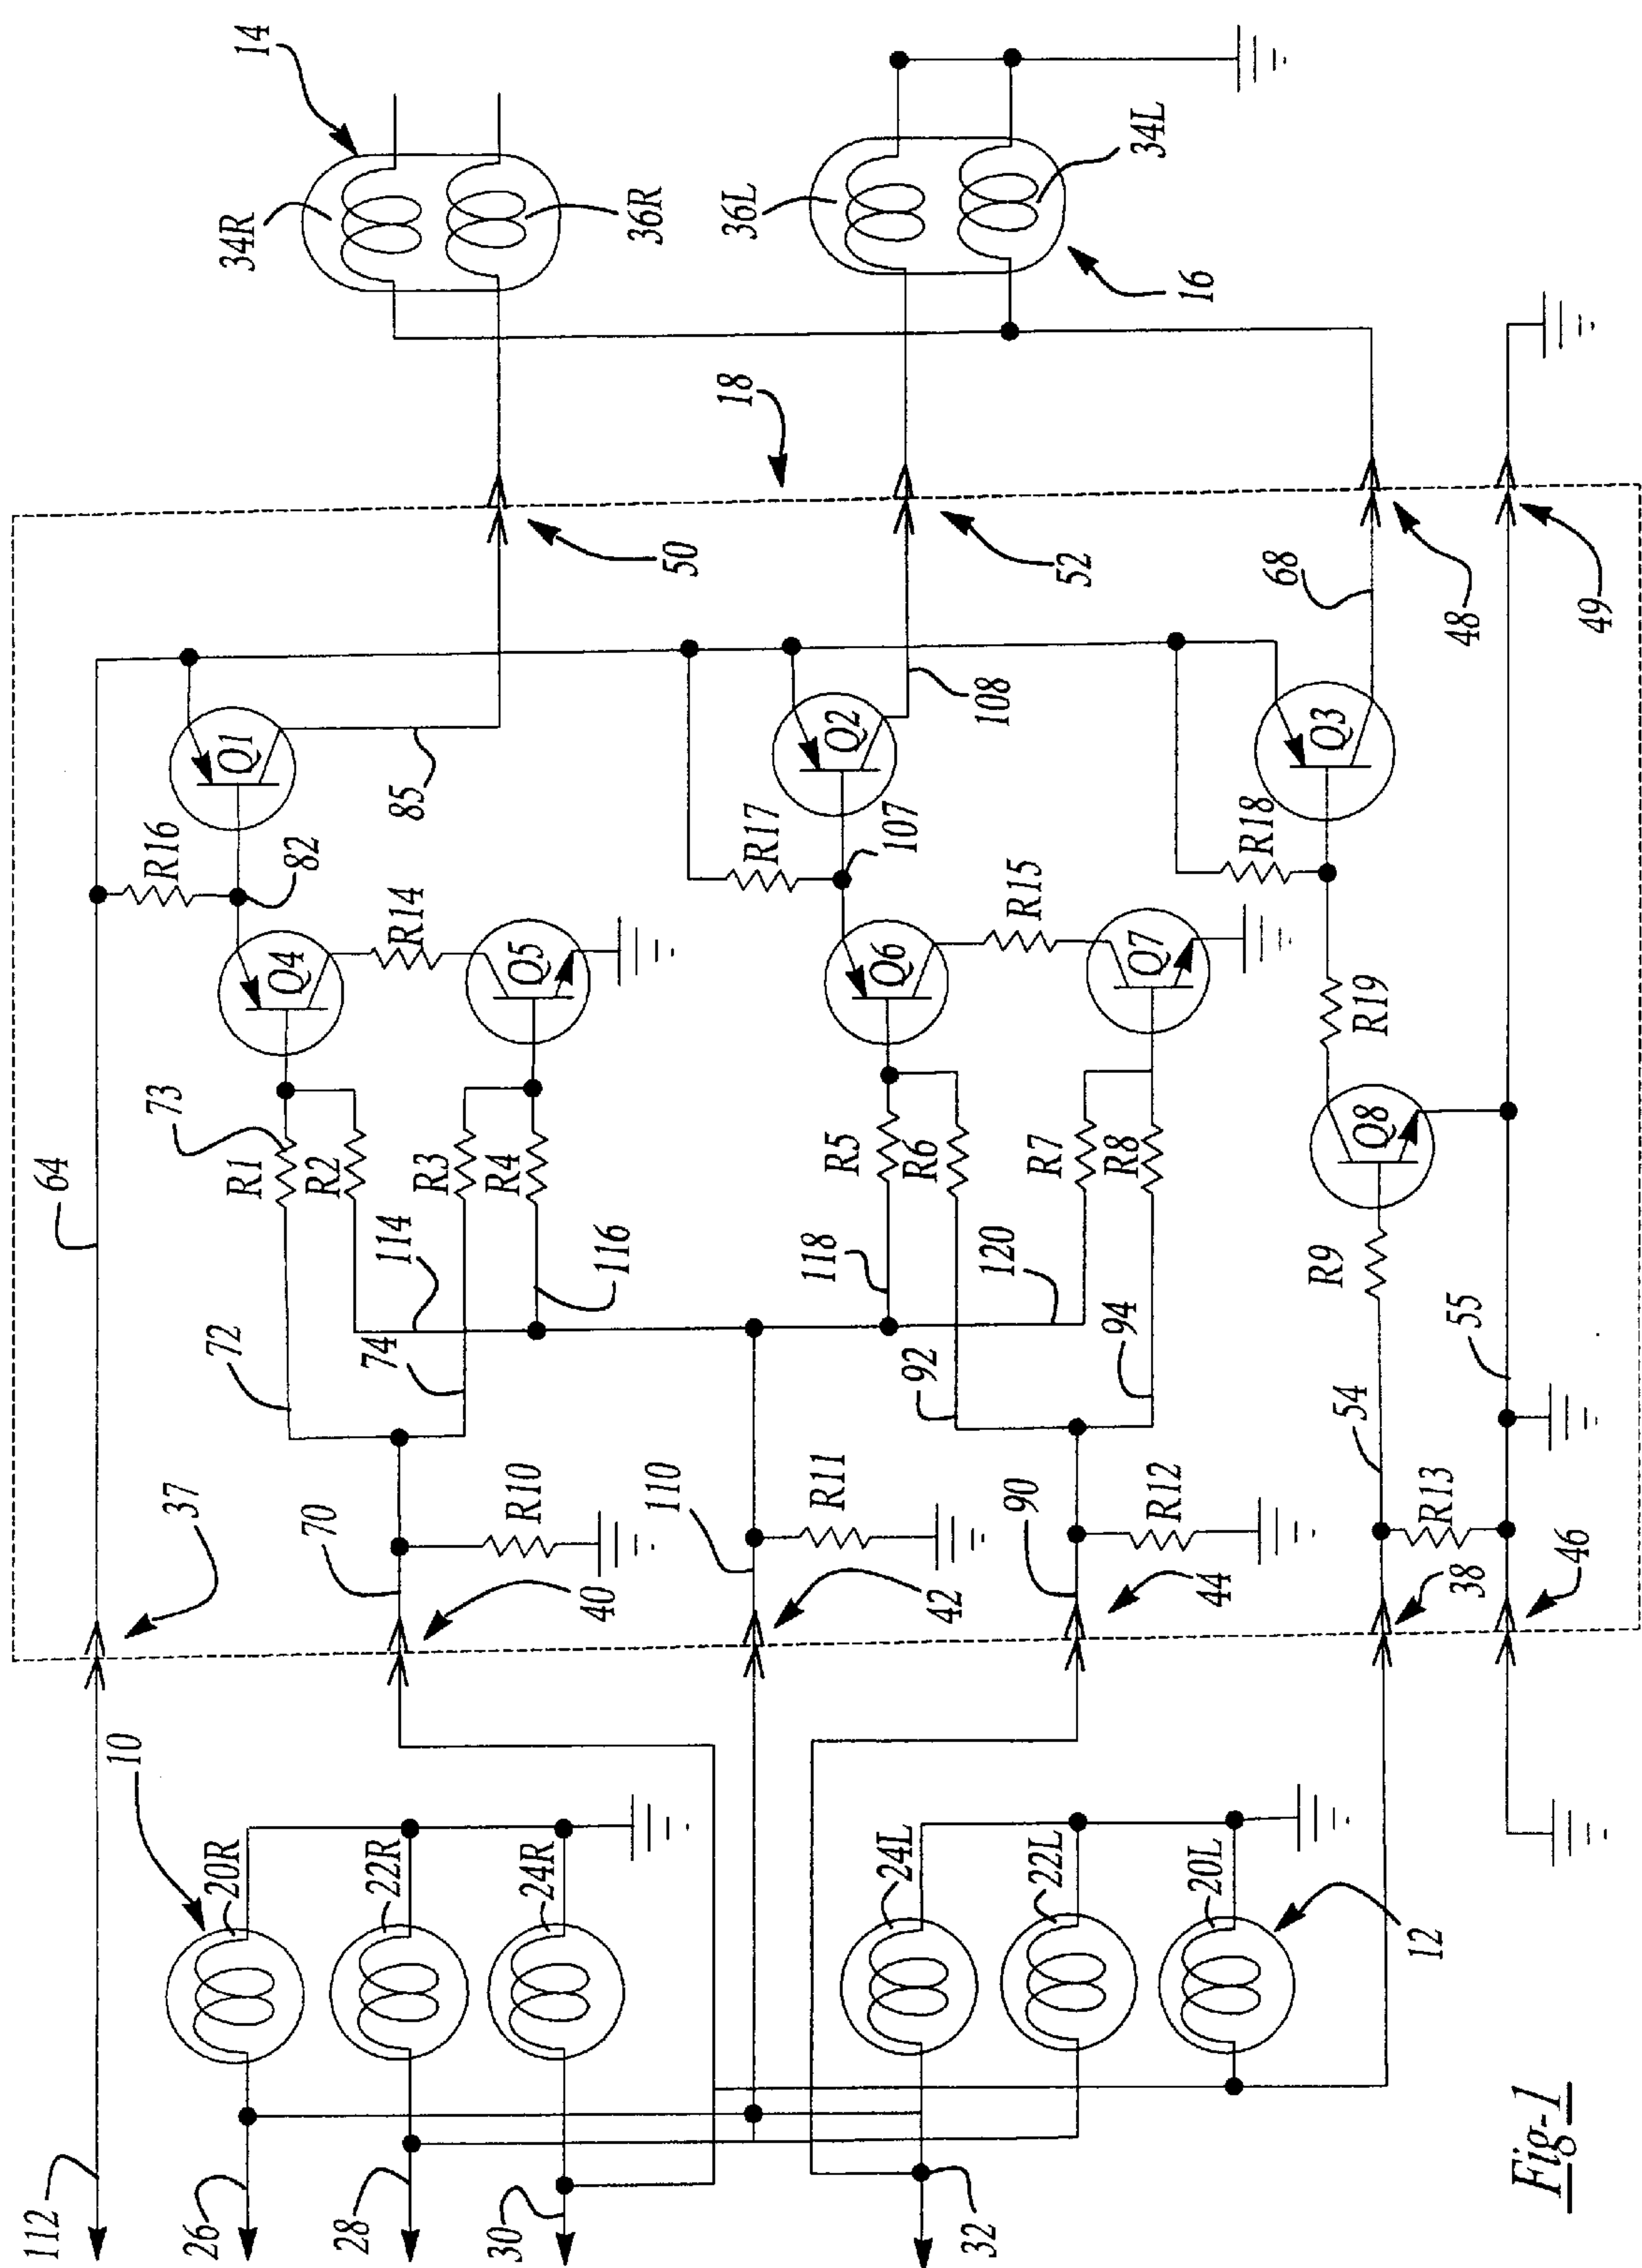 14
34R
36R
36L
34L
16
18
50
52
68
48
49
Q1
85
Q2
108
Q3
R16
82
R14
R17
107
R15
R18
Q4
Q5
Q6
Q7
R19
64
73
R1
R2
R3
R4
R5
R6
R7
R8
Q8
114
116
118
120
R9
72
74
92
94
54
55
37
70
R10
110
R11
90
R12
R13
40
42
44
38
46
10
20R
22R
24R
24L
22L
20L
12
112
26
28
30
32
Fig-1